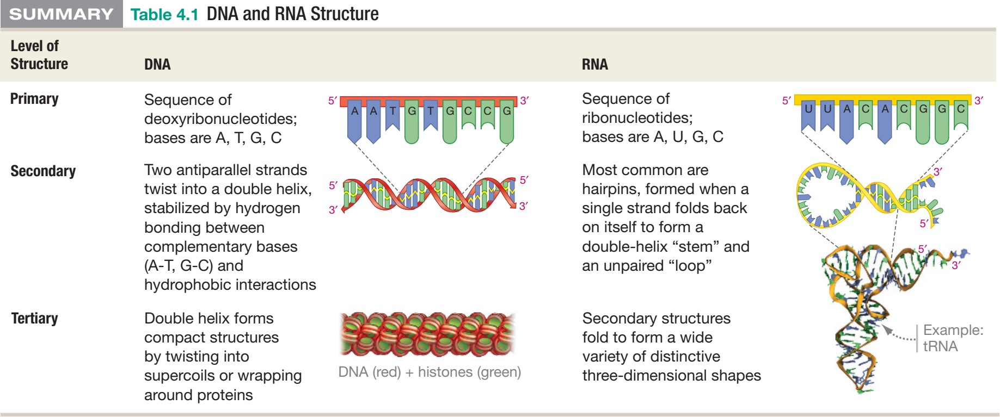 SUMMARY Table 4.1 DNA and RNA Structure
Level of
Structure
DNA
RNA
Primary
Sequence of
deoxyribonucleotides;
bases are A, T, G, C
5′ 3′
A A T G T G C C G
Sequence of
ribonucleotides;
bases are A, U, G, C
5′ 3′
U U A C A C G G C
Secondary
Two antiparallel strands
twist into a double helix,
stabilized by hydrogen
bonding between
complementary bases
(A-T, G-C) and
hydrophobic interactions
5′ 5′
3′ 3′
Most common are
hairpins, formed when a
single strand folds back
on itself to form a
double-helix “stem” and
an unpaired “loop”
3′
5′
5′
3′
Tertiary
Double helix forms
compact structures
by twisting into
supercoils or wrapping
around proteins
DNA (red) + histones (green)
Secondary structures
fold to form a wide
variety of distinctive
three-dimensional shapes
Example:
tRNA